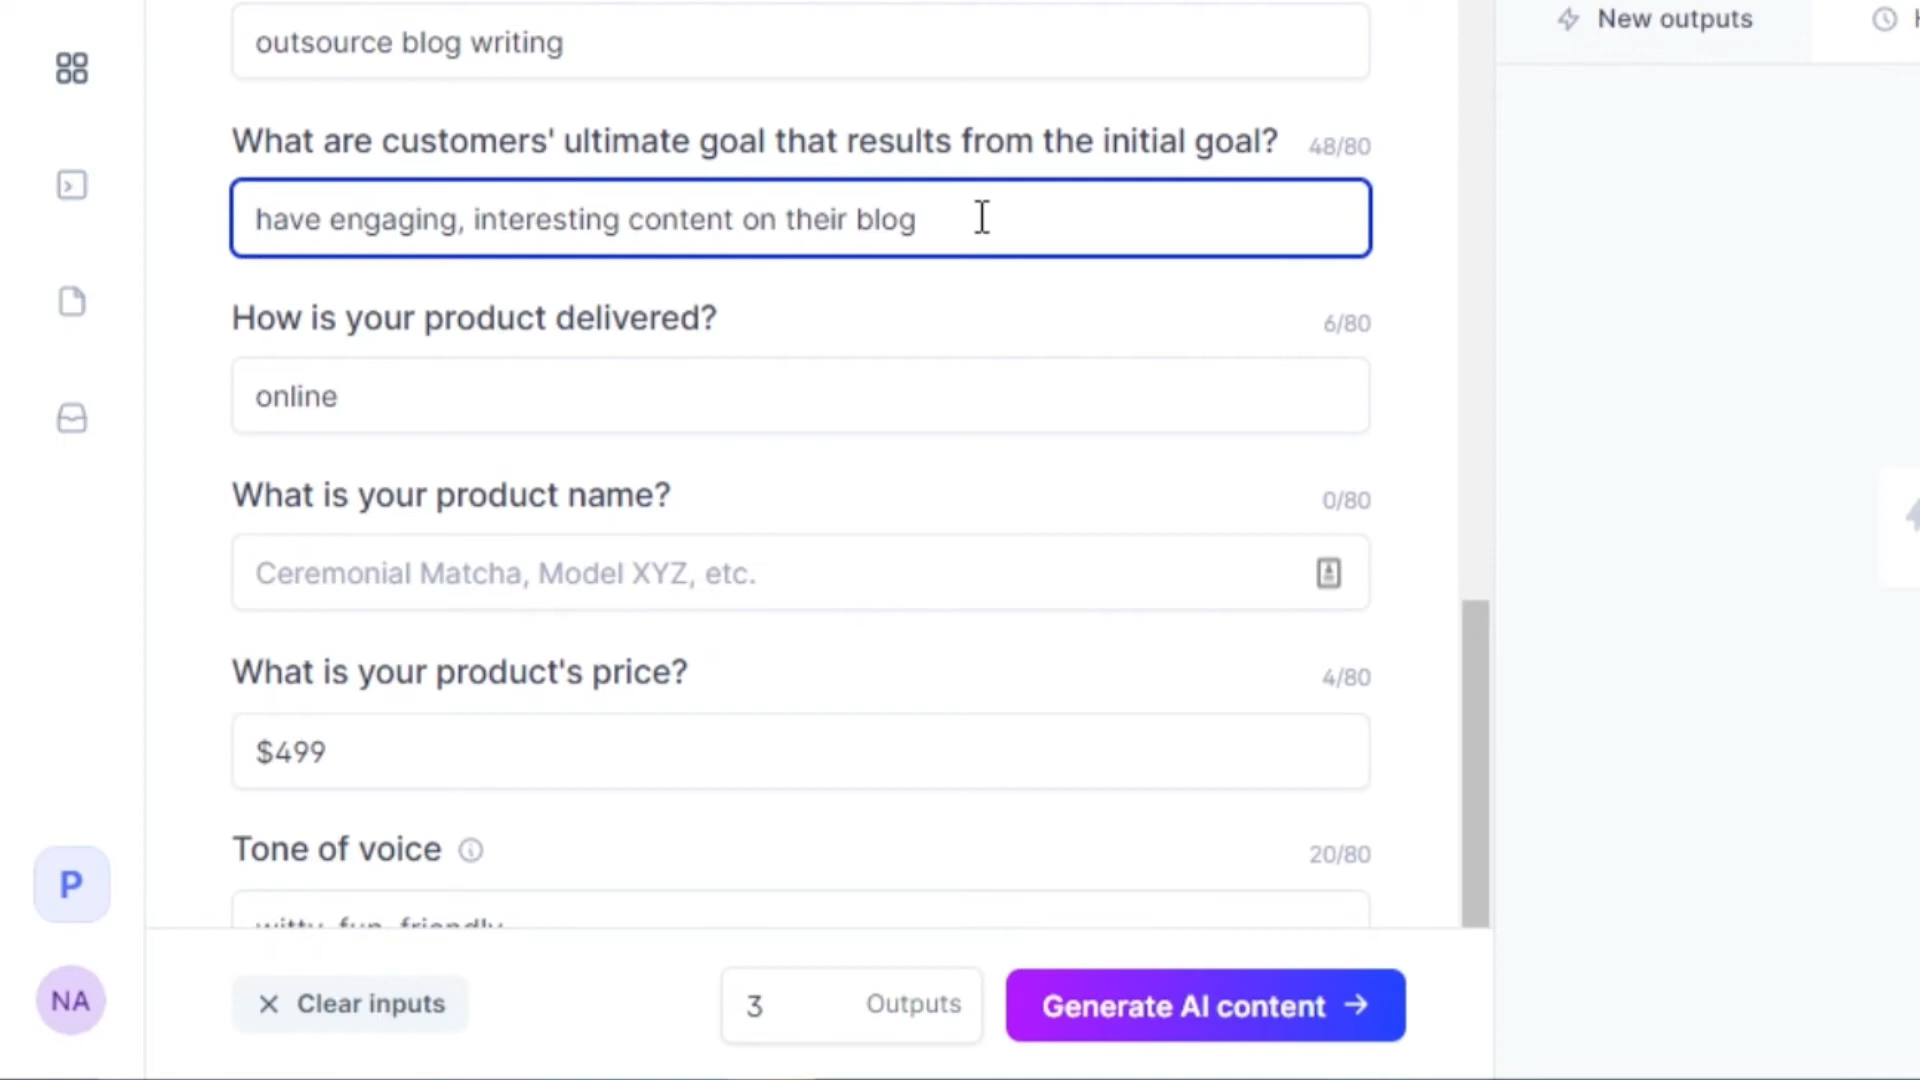 New outputs
outsource blog writing
What are customers' ultimate goal that results from the initial goal?
48/80
have engaging, interesting content on their blog
How is your product delivered?
6/80
online
What is your product name?
0/80
Ceremonial Matcha, Model XYZ, etc.
What is your product's price?
4/80
$499
Tone of voice
20/80
witty, fun, friendly
P
NA
Clear inputs
3
Outputs
Generate AI content